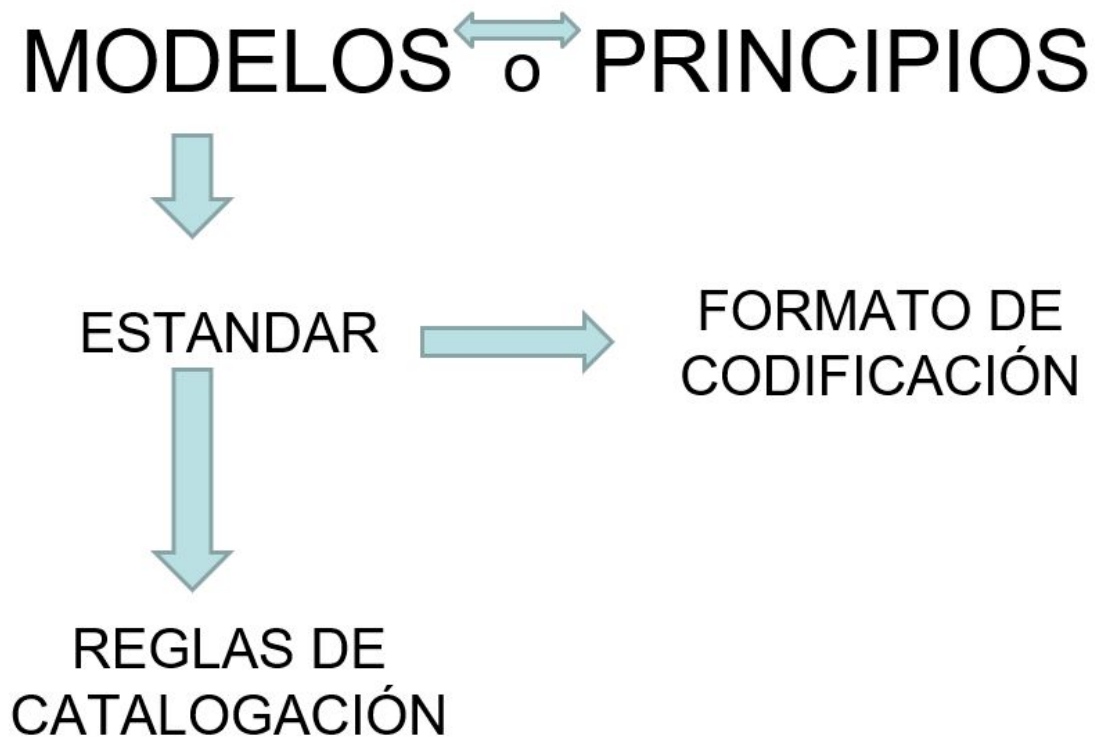 MODELOS o PRINCIPIOS
ESTANDAR
FORMATO DE
CODIFICACIÓN
REGLAS DE
CATALOGACIÓN